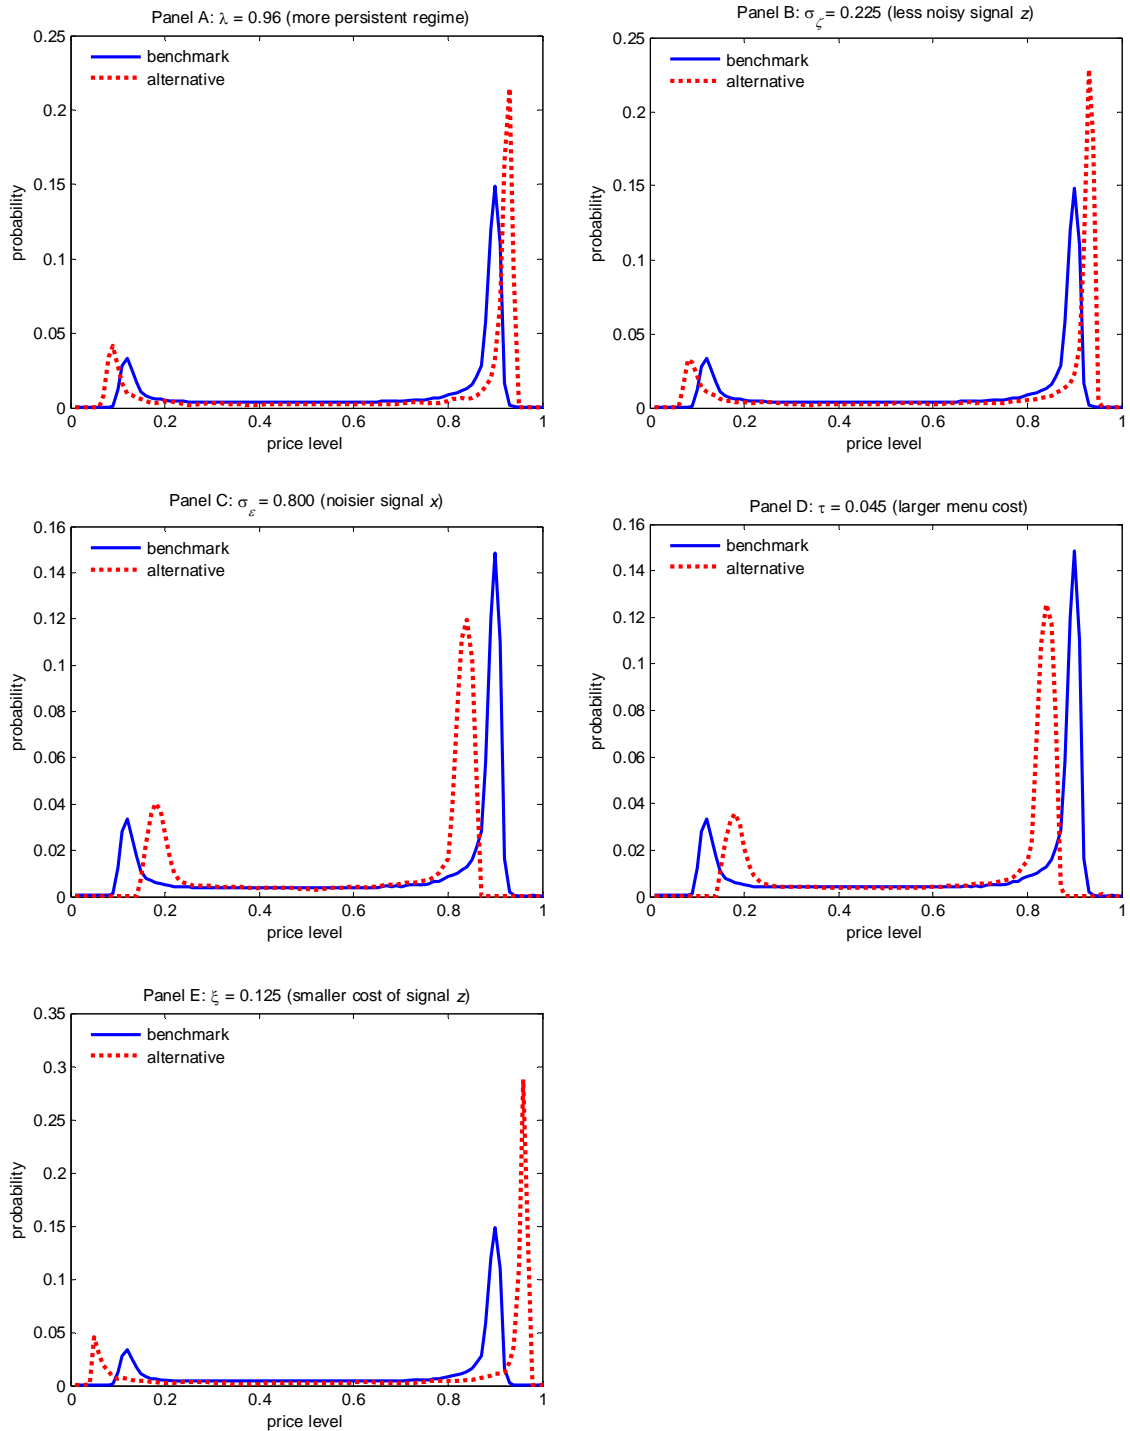 Panel A: λ = 0.96 (more persistent regime)
0.25
0.2
0.15
0.1
0.05
0
probability
benchmark
alternative
0 0.2 0.4 0.6 0.8 1
price level
Panel B: σζ = 0.225 (less noisy signal z)
0.25
0.2
0.15
0.1
0.05
0
probability
benchmark
alternative
0 0.2 0.4 0.6 0.8 1
price level
Panel C: σε = 0.800 (noisier signal x)
0.16
0.14
0.12
0.1
0.08
0.06
0.04
0.02
0
probability
benchmark
alternative
0 0.2 0.4 0.6 0.8 1
price level
Panel D: τ = 0.045 (larger menu cost)
0.16
0.14
0.12
0.1
0.08
0.06
0.04
0.02
0
probability
benchmark
alternative
0 0.2 0.4 0.6 0.8 1
price level
Panel E: ξ = 0.125 (smaller cost of signal z)
0.35
0.3
0.25
0.2
0.15
0.1
0.05
0
probability
benchmark
alternative
0 0.2 0.4 0.6 0.8 1
price level